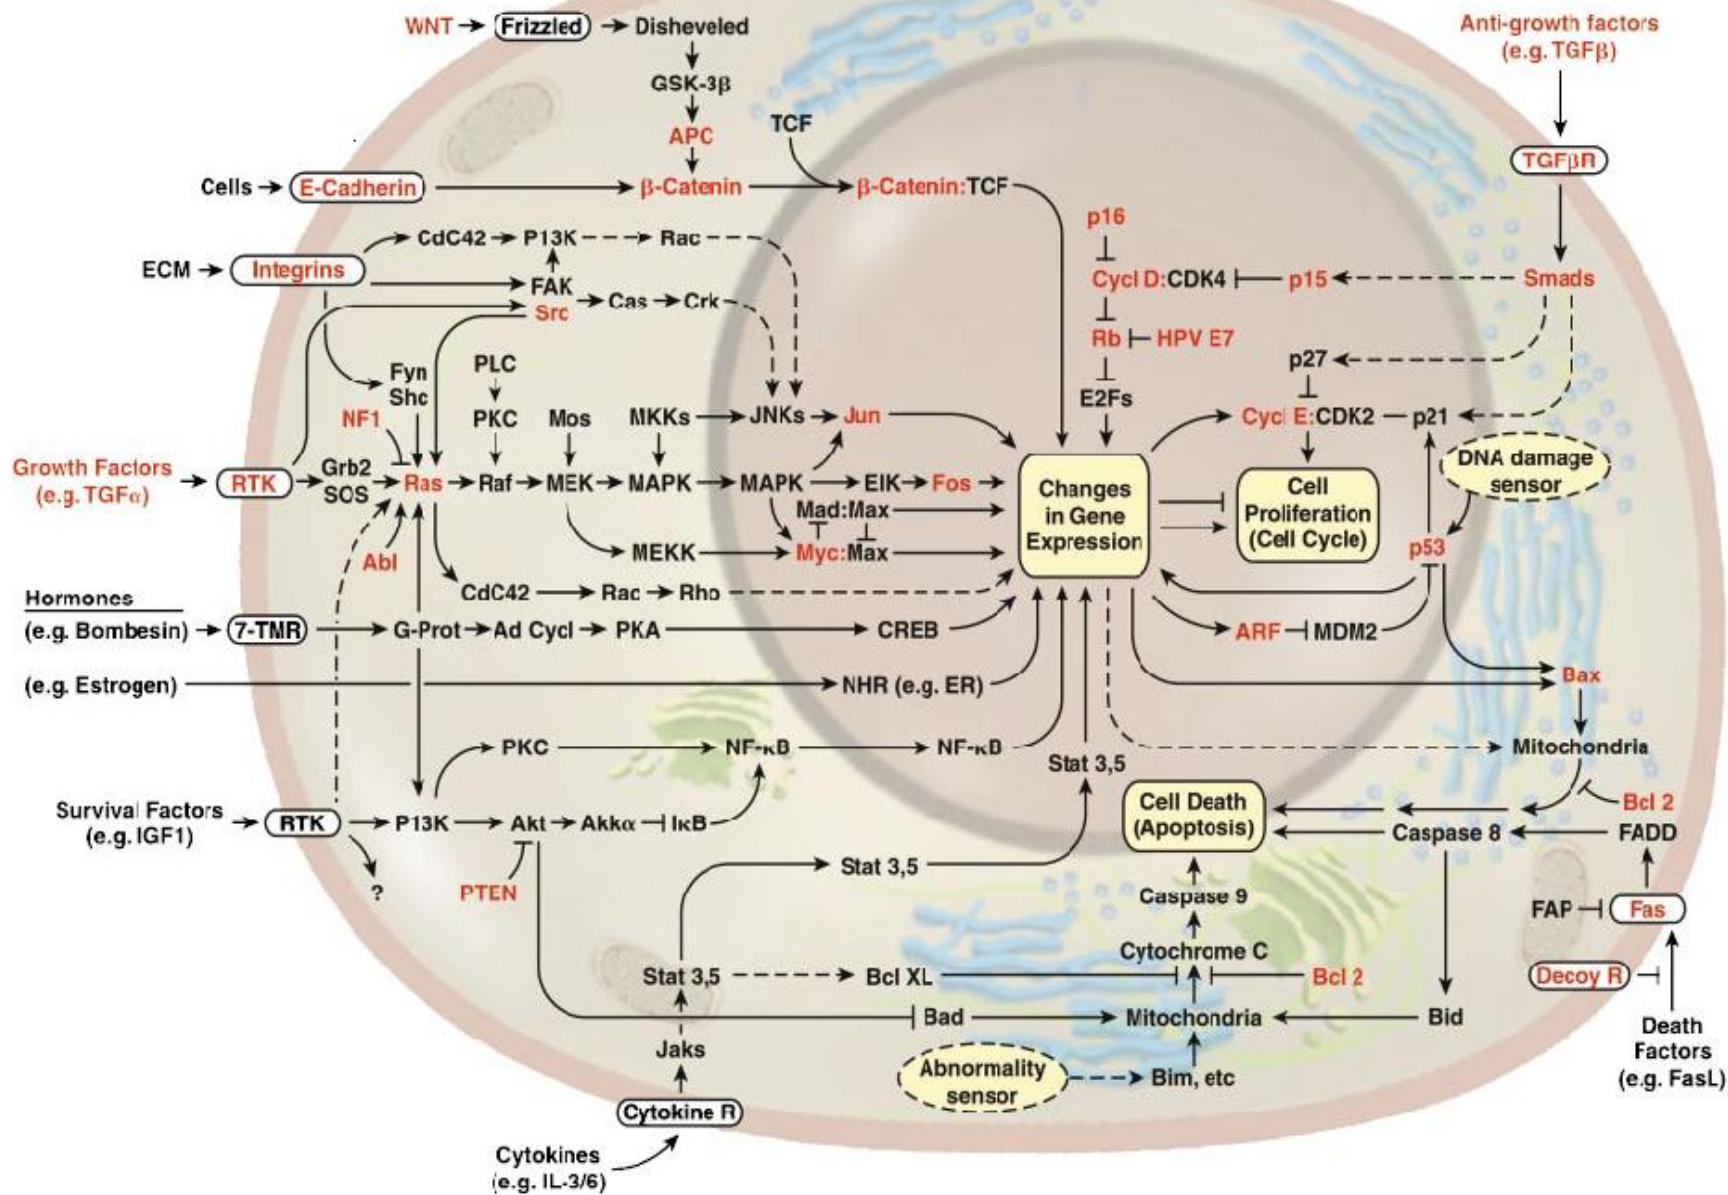 WNT
Frizzled
Disheveled
GSK-3β
APC
TCF
Anti-growth factors
(e.g. TGFβ)
TGFβR
Cells
E-Cadherin
β-Catenin
β-Catenin:TCF
p16
CdC42
P13K
Rac
ECM
Integrins
FAK
Src
Cas
Crk
Cycl D:CDK4
p15
Smads
Rb
HPV E7
Fyn
Shc
PLC
p27
E2Fs
NF1
PKC
Mos
MKKs
JNKs
Jun
Cycl E:CDK2
p21
DNA damage
sensor
Growth Factors
(e.g. TGFα)
RTK
Grb2
SOS
Ras
Raf
MEK
MAPK
MAPK
ElK
Fos
Changes
in Gene
Expression
Cell
Proliferation
(Cell Cycle)
Mad:Max
Abl
MEKK
Myc:Max
p53
CdC42
Rac
Rho
Hormones
(e.g. Bombesin)
7-TMR
G-Prot
Ad Cycl
PKA
CREB
ARF
MDM2
(e.g. Estrogen)
NHR (e.g. ER)
Bax
PKC
NF-κB
NF-κB
Stat 3,5
Mitochondria
Survival Factors
(e.g. IGF1)
RTK
P13K
Akt
Akkα
IκB
Cell Death
(Apoptosis)
Bcl 2
Caspase 8
FADD
?
PTEN
Stat 3,5
Caspase 9
FAP
Fas
Cytochrome C
Stat 3,5
Bcl XL
Bcl 2
Decoy R
Bad
Mitochondria
Bid
Death
Factors
(e.g. FasL)
Jaks
Abnormality
sensor
Bim, etc
Cytokine R
Cytokines
(e.g. IL-3/6)